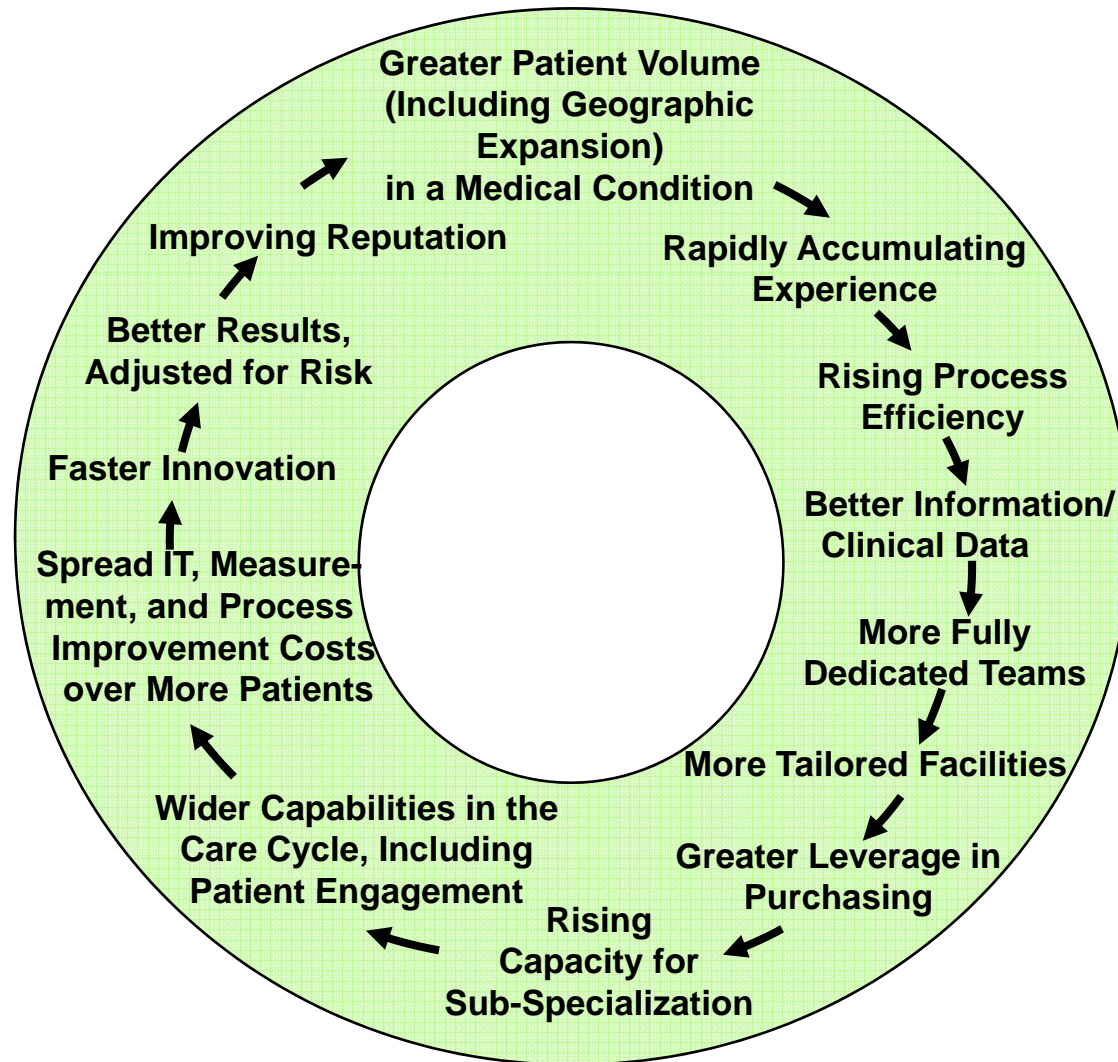 Greater Patient Volume
(Including Geographic
Expansion)
in a Medical Condition
Rapidly Accumulating
Experience
Rising Process
Efficiency
Better Information/
Clinical Data
More Fully
Dedicated Teams
More Tailored Facilities
Greater Leverage in
Purchasing
Rising
Capacity for
Sub-Specialization
Wider Capabilities in the
Care Cycle, Including
Patient Engagement
Spread IT, Measure-
ment, and Process
Improvement Costs
over More Patients
Faster Innovation
Better Results,
Adjusted for Risk
Improving Reputation